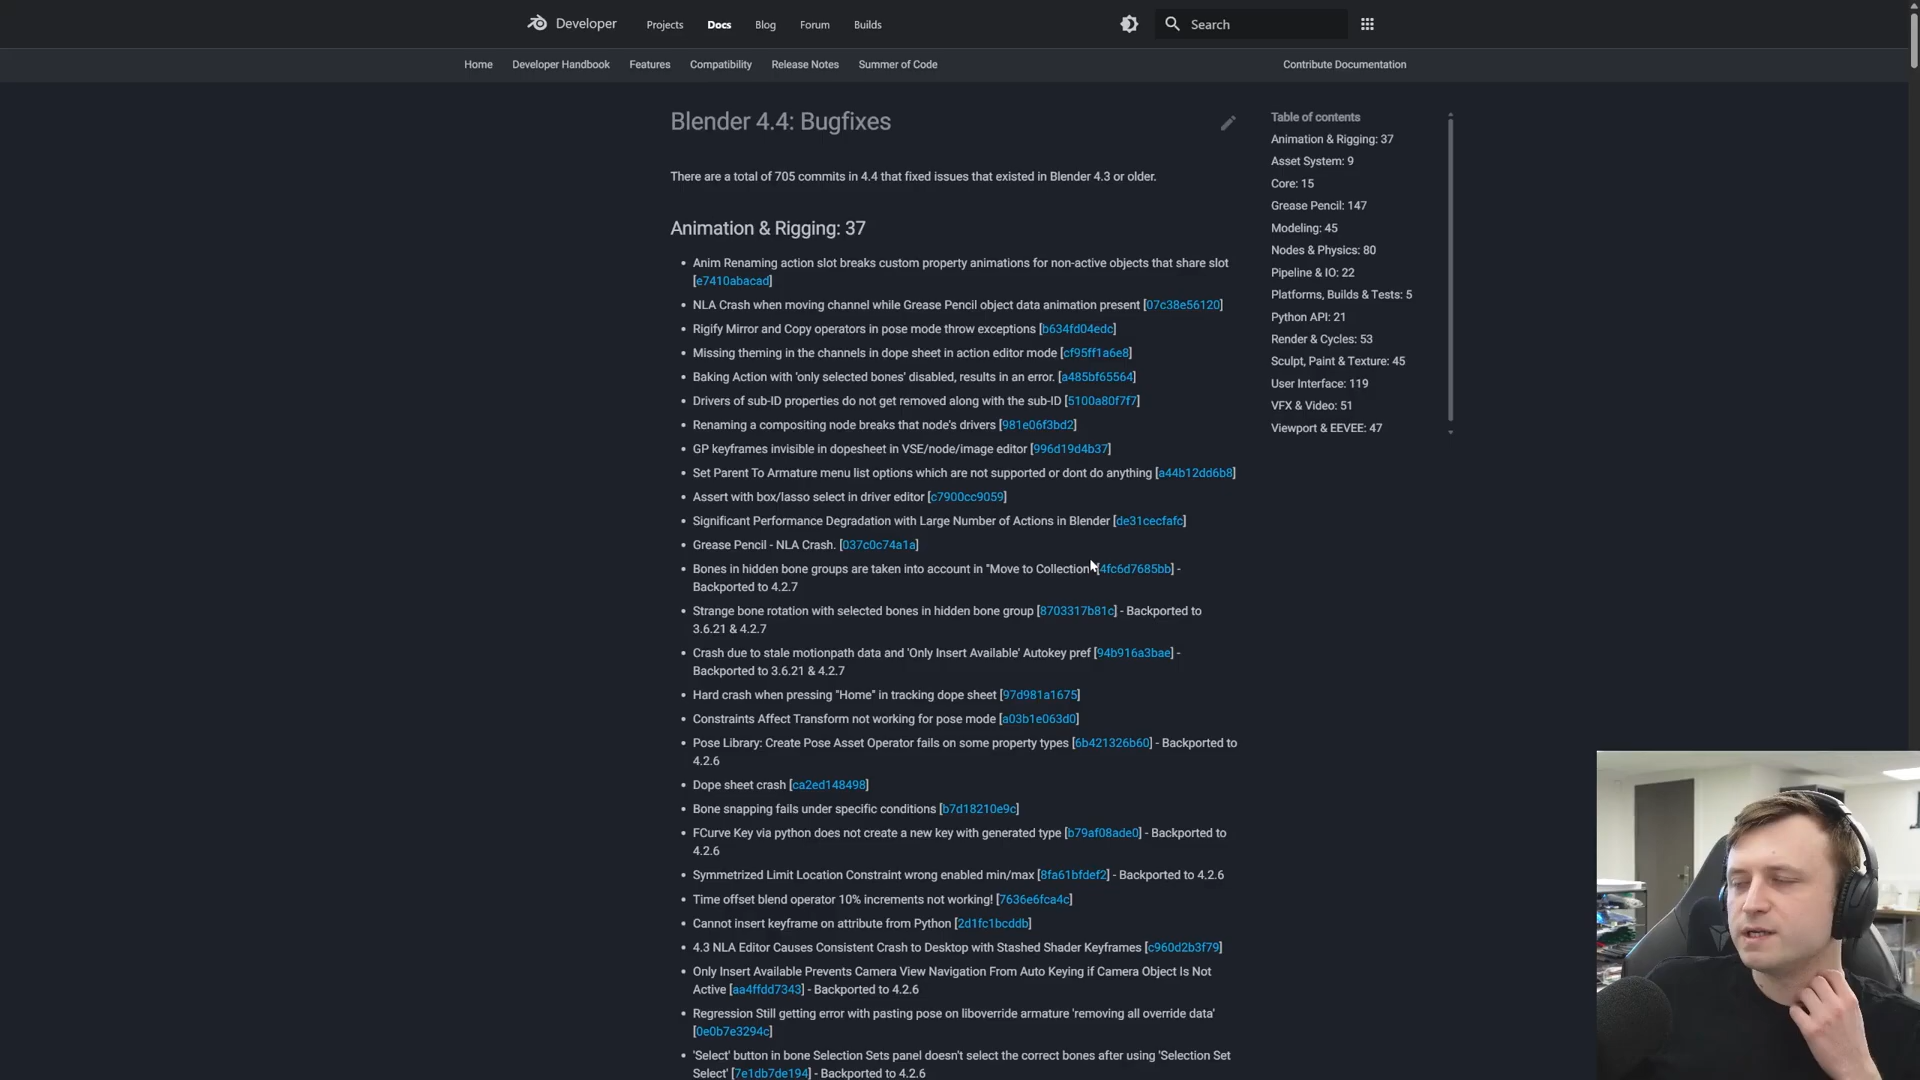 Developer
Projects
Docs
Blog
Forum
Builds
Search
Home
Developer Handbook
Features
Compatibility
Release Notes
Summer of Code
Contribute Documentation
Blender 4.4: Bugfixes
There are a total of 705 commits in 4.4 that fixed issues that existed in Blender 4.3 or older.
Animation & Rigging: 37
• Anim Renaming action slot breaks custom property animations for non-active objects that share slot
[e7410abacad]
• NLA Crash when moving channel while Grease Pencil object data animation present [07c38e56120]
• Rigify Mirror and Copy operators in pose mode throw exceptions [b634fd04edc]
• Missing theming in the channels in dope sheet in action editor mode [cf95ff1a6e8]
• Baking Action with 'only selected bones' disabled, results in an error. [a485bf65564]
• Drivers of sub-ID properties do not get removed along with the sub-ID [5100a80f7f7]
• Renaming a compositing node breaks that node's drivers [981e06f3bd2]
• GP keyframes invisible in dopesheet in VSE/node/image editor [996d19d4b37]
• Set Parent To Armature menu list options which are not supported or dont do anything [a44b12dd6b8]
• Assert with box/lasso select in driver editor [c7900cc9059]
• Significant Performance Degradation with Large Number of Actions in Blender [de31cecfafc]
• Grease Pencil - NLA Crash. [037c0c74a1a]
• Bones in hidden bone groups are taken into account in "Move to Collection" [4fc6d7685bb] -
Backported to 4.2.7
• Strange bone rotation with selected bones in hidden bone group [8703317b81c] - Backported to
3.6.21 & 4.2.7
• Crash due to stale motionpath data and 'Only Insert Available' Autokey pref [94b916a3bae] -
Backported to 3.6.21 & 4.2.7
• Hard crash when pressing "Home" in tracking dope sheet [97d981a1675]
• Constraints Affect Transform not working for pose mode [a03b1e063d0]
• Pose Library: Create Pose Asset Operator fails on some property types [6b421326b60] - Backported to
4.2.6
• Dope sheet crash [ca2ed148498]
• Bone snapping fails under specific conditions [b7d18210e9c]
• FCurve Key via python does not create a new key with generated type [b79af08ade0] - Backported to
4.2.6
• Symmetrized Limit Location Constraint wrong enabled min/max [8fa61bfdef2] - Backported to 4.2.6
• Time offset blend operator 10% increments not working! [7636e6fca4c]
• Cannot insert keyframe on attribute from Python [2d1fc1bcddb]
• 4.3 NLA Editor Causes Consistent Crash to Desktop with Stashed Shader Keyframes [c960d2b3f79]
• Only Insert Available Prevents Camera View Navigation From Auto Keying if Camera Object Is Not
Active [aa4ffdd7343] - Backported to 4.2.6
• Regression Still getting error with pasting pose on liboverride armature 'removing all override data'
[0e0b7e3294c]
• 'Select' button in bone Selection Sets panel doesn't select the correct bones after using 'Selection Set
Select' [7e1db7de194] - Backported to 4.2.6
Table of contents
Animation & Rigging: 37
Asset System: 9
Core: 15
Grease Pencil: 147
Modeling: 45
Nodes & Physics: 80
Pipeline & IO: 22
Platforms, Builds & Tests: 5
Python API: 21
Render & Cycles: 53
Sculpt, Paint & Texture: 45
User Interface: 119
VFX & Video: 51
Viewport & EEVEE: 47